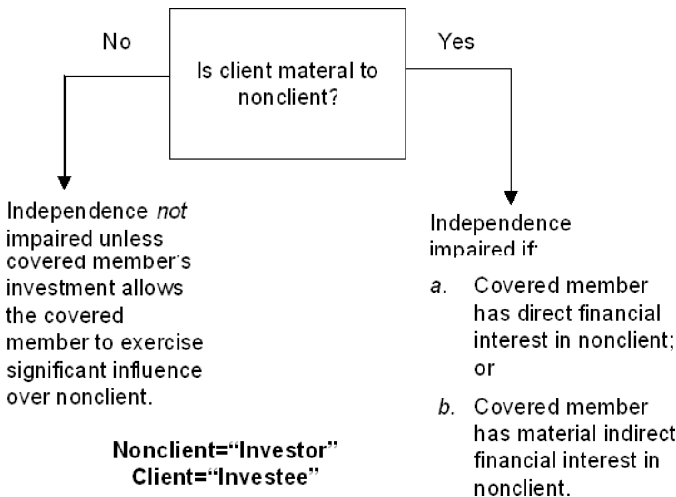 No
Yes
Is client materal to
nonclient?
Independence not
impaired unless
covered member's
investment allows
the covered
member to exercise
significant influence
over nonclient.
Independence
impaired if:
a. Covered member
has direct financial
interest in nonclient;
or
b. Covered member
has material indirect
financial interest in
nonclient.
Nonclient=“Investor”
Client=“Investee”